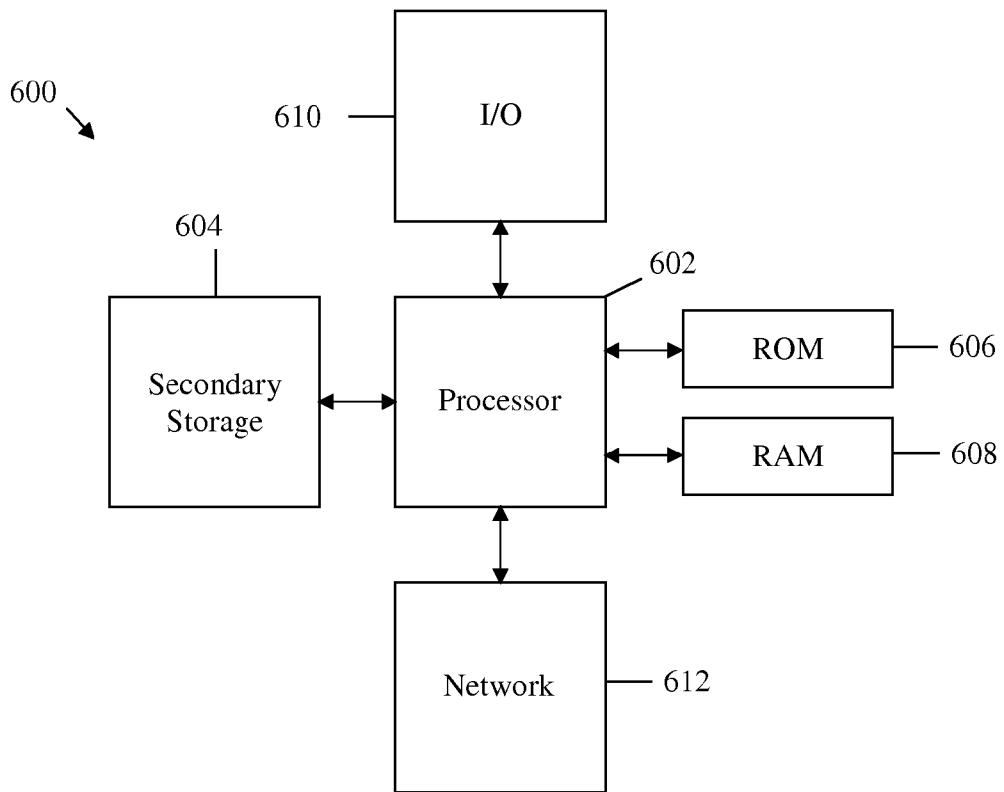 600
610
I/O
604
602
Secondary
Storage
Processor
ROM
606
RAM
608
Network
612